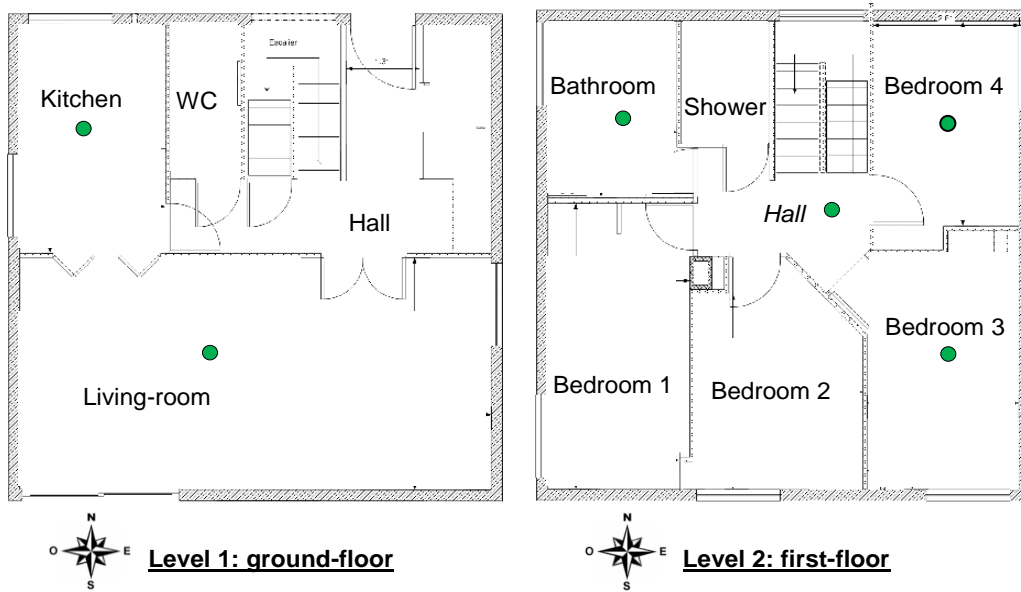 Escalier
Kitchen
WC
Hall
Living-room
N
O E
S
Level 1: ground-floor
Bathroom
Shower
Bedroom 4
Hall
Bedroom 3
Bedroom 1
Bedroom 2
N
O E
S
Level 2: first-floor